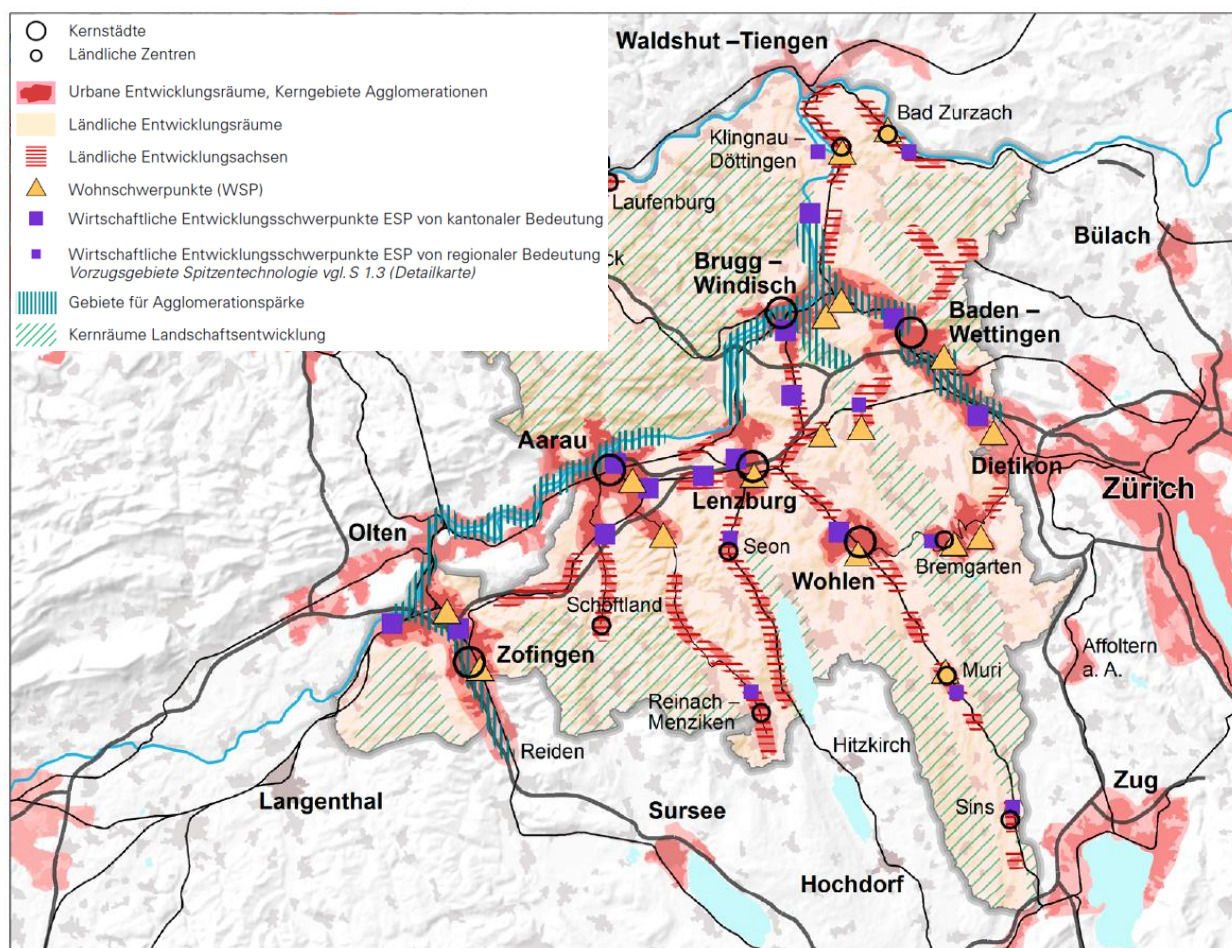 Kernstädte
Ländliche Zentren
Urbane Entwicklungsräume, Kerngebiete Agglomerationen
Ländliche Entwicklungsräume
Ländliche Entwicklungsachsen
Wohnschwerpunkte (WSP)
Wirtschaftliche Entwicklungsschwerpunkte ESP von kantonaler Bedeutung
Wirtschaftliche Entwicklungsschwerpunkte ESP von regionaler Bedeutung
Vorzugsgebiete Spitzentechnologie vgl. S 1.3 (Detailkarte)
Gebiete für Agglomerationspärke
Kernräume Landschaftsentwicklung
Waldshut –Tiengen
Bad Zurzach
Klingnau –
Döttingen
Laufenburg
Bülach
ck
Brugg –
Windisch
Baden –
Wettingen
Aarau
Dietikon
Zürich
Lenzburg
Olten
Seon
Wohlen
Bremgarten
Schöftland
Zofingen
Affoltern
a. A.
Muri
Reinach –
Menziken
Reiden
Hitzkirch
Langenthal
Sursee
Zug
Sins
Hochdorf